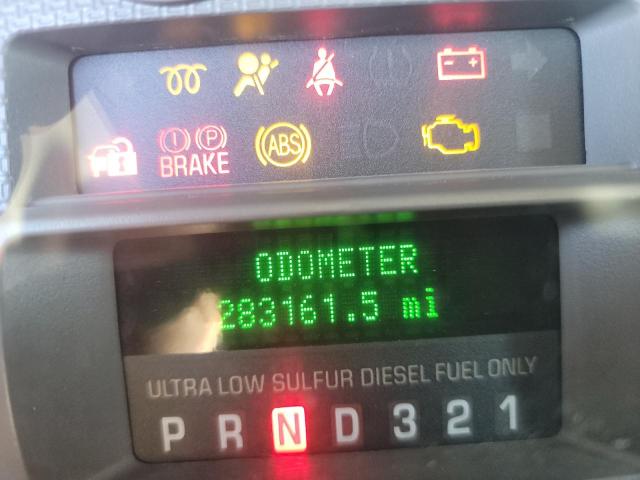 (!) (P)
BRAKE
ABS
ODOMETER
283161.5 mi
ULTRA LOW SULFUR DIESEL FUEL ONLY
P R N D 3 2 1